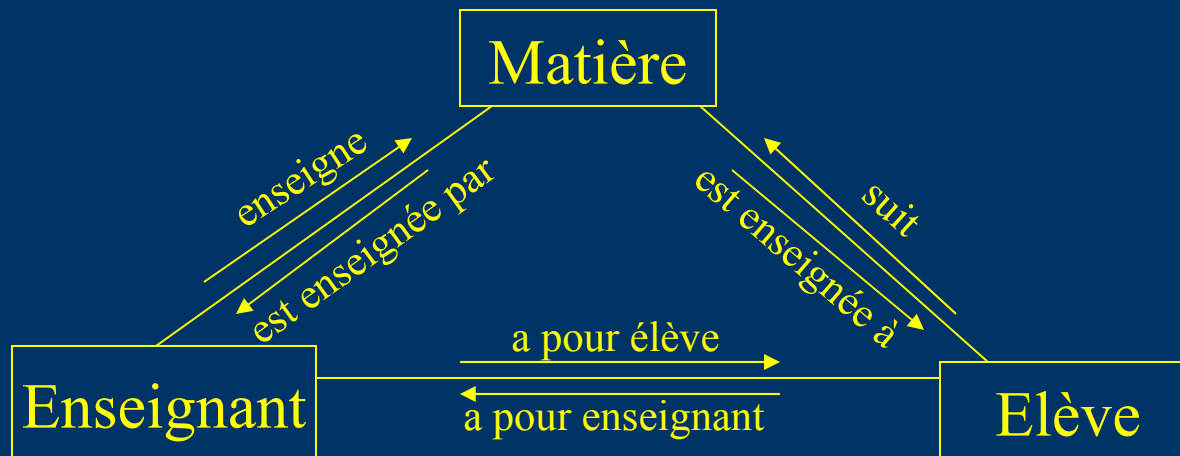 Matière
enseigne
est enseignée par
est enseignée à
suit
a pour élève
a pour enseignant
Enseignant
Elève